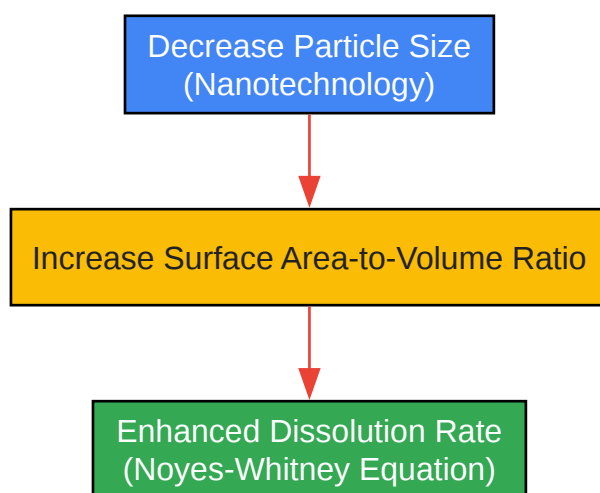 Decrease Particle Size
(Nanotechnology)
Increase Surface Area-to-Volume Ratio
Enhanced Dissolution Rate
(Noyes-Whitney Equation)